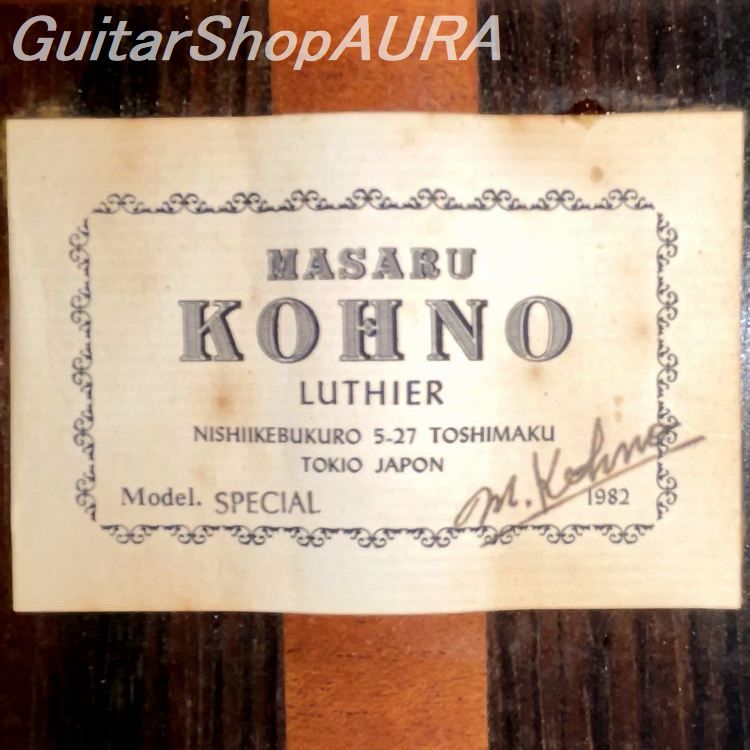 GuitarShopAURA
MASARU
KOHNO
LUTHIER
NISHIIKEBUKURO 5-27 TOSHIMAKU
TOKIO JAPON
Model. SPECIAL
M. Kohno
1982